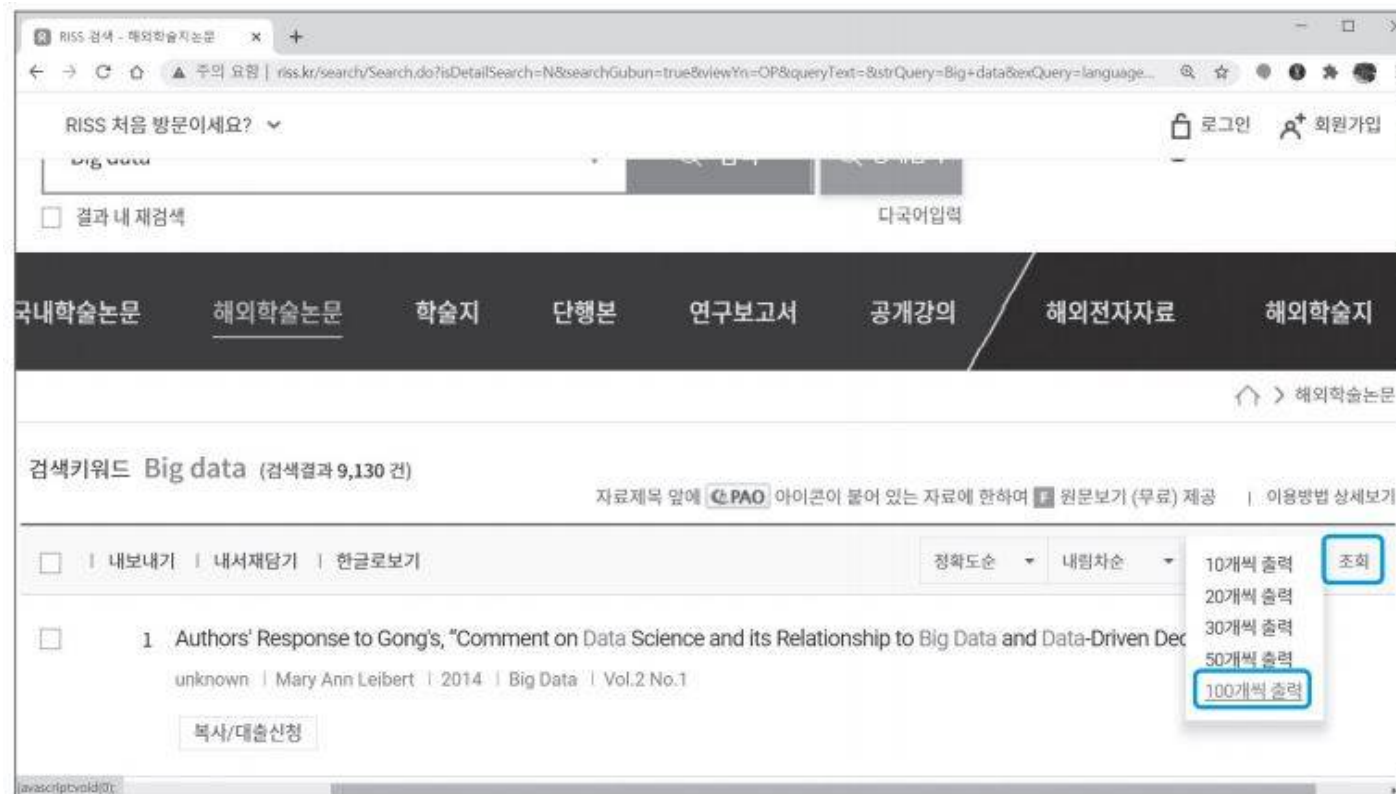 RISS 검색 - 해외학술지논문
주의 요함 | riss.kr/search/Search.do?isDetailSearch=N&searchGubun=true&viewYn=OP&queryText=&strQuery=Big+data&exQuery=language...
RISS 처음 방문이세요?
로그인 회원가입
Big data
결과 내 재검색 다국어입력
국내학술논문 해외학술논문 학술지 단행본 연구보고서 공개강의 해외전자자료 해외학술지
> 해외학술논문
검색키워드 Big data (검색결과 9,130 건)
자료제목 앞에 PAO 아이콘이 붙어 있는 자료에 한하여 F 원문보기 (무료) 제공 | 이용방법 상세보기
| 내보내기 | 내서재담기 | 한글로보기
정확도순 내림차순
10개씩 출력
20개씩 출력
30개씩 출력
50개씩 출력
100개씩 출력
조회
1 Authors' Response to Gong's, "Comment on Data Science and its Relationship to Big Data and Data-Driven Dec
unknown | Mary Ann Leibert | 2014 | Big Data | Vol.2 No.1
복사/대출신청
javascript:void(0);